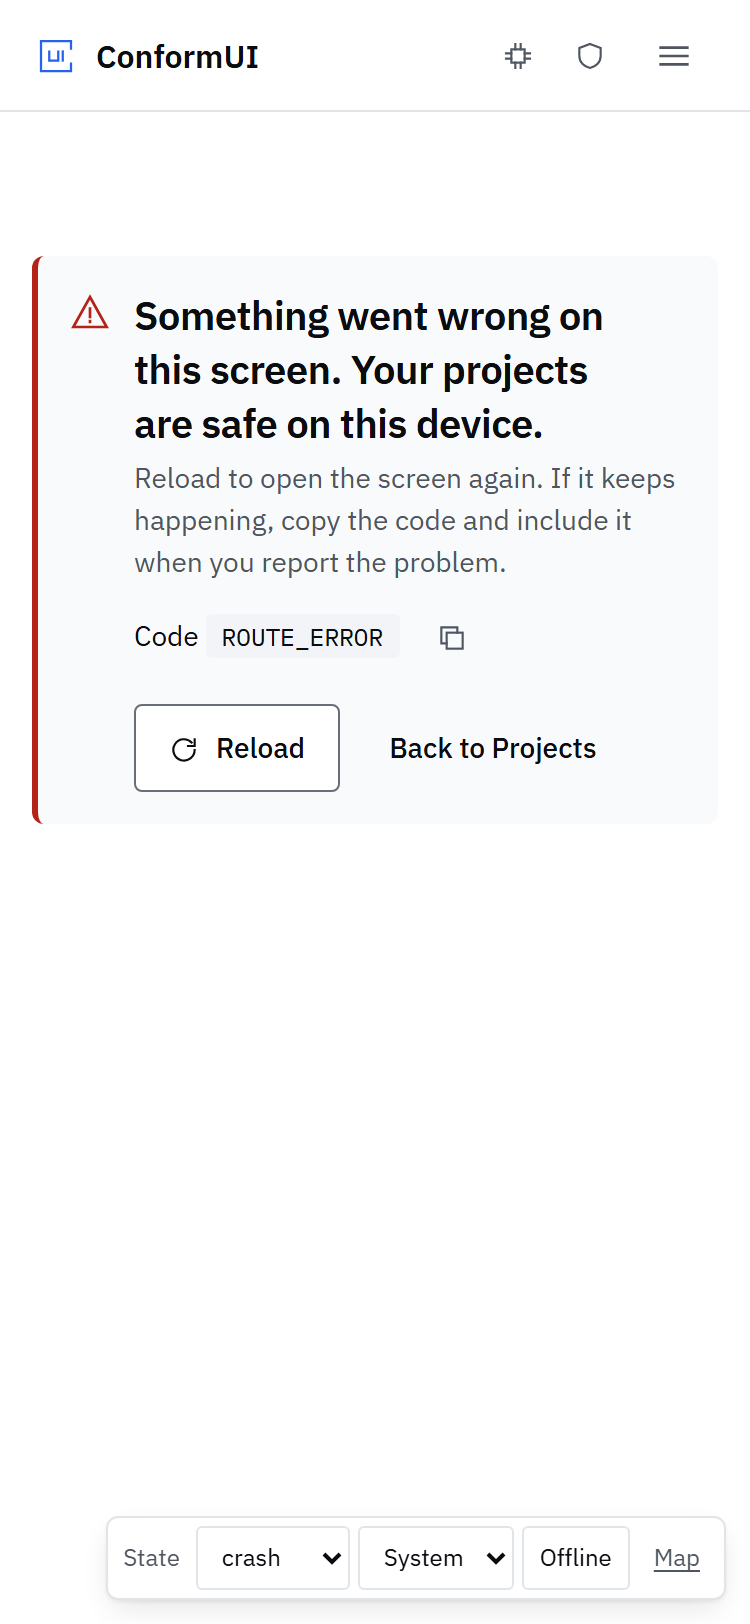 UI ConformUI
Something went wrong on
this screen. Your projects
are safe on this device.
Reload to open the screen again. If it keeps
happening, copy the code and include it
when you report the problem.
Code ROUTE_ERROR
Reload Back to Projects
State crash System Offline Map